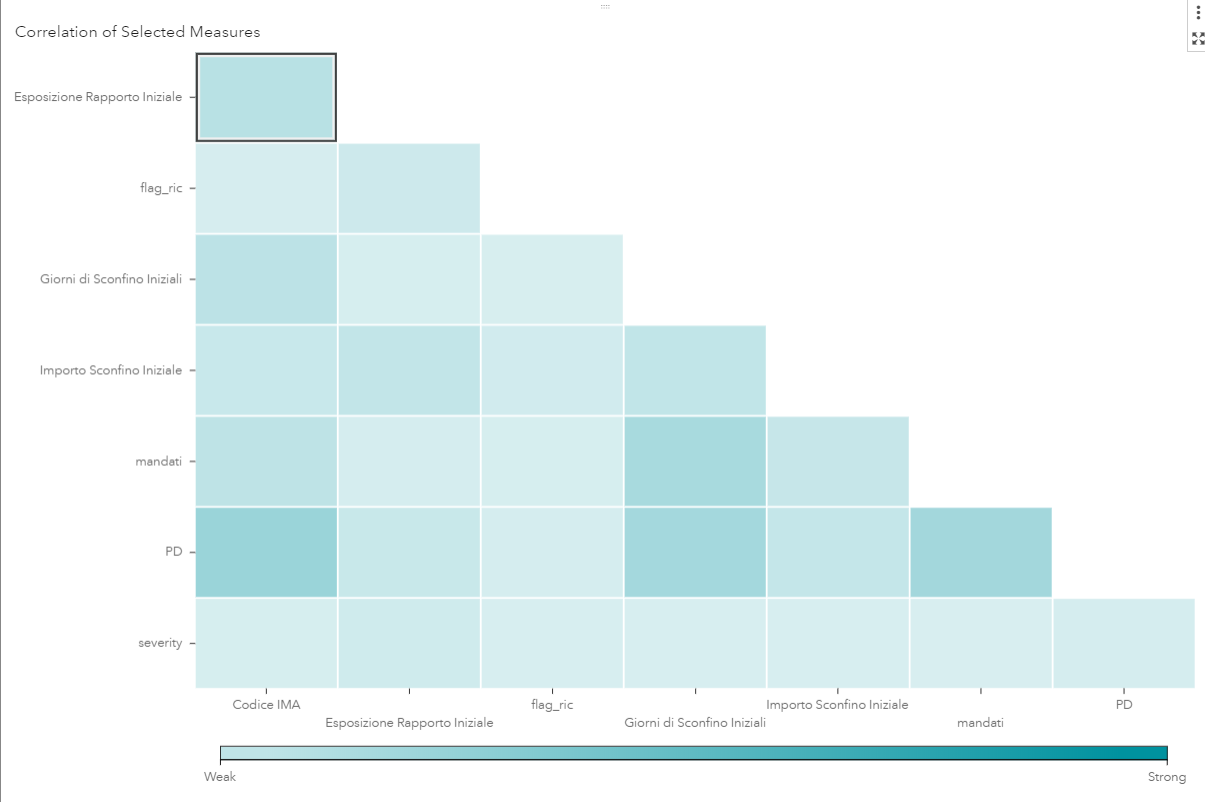 Correlation of Selected Measures
Esposizione Rapporto Iniziale
flag_ric
Giorni di Sconfino Iniziali
Importo Sconfino Iniziale
mandati
PD
severity
Codice IMA
Esposizione Rapporto Iniziale
flag_ric
Giorni di Sconfino Iniziali
Importo Sconfino Iniziale
mandati
PD
Weak
Strong